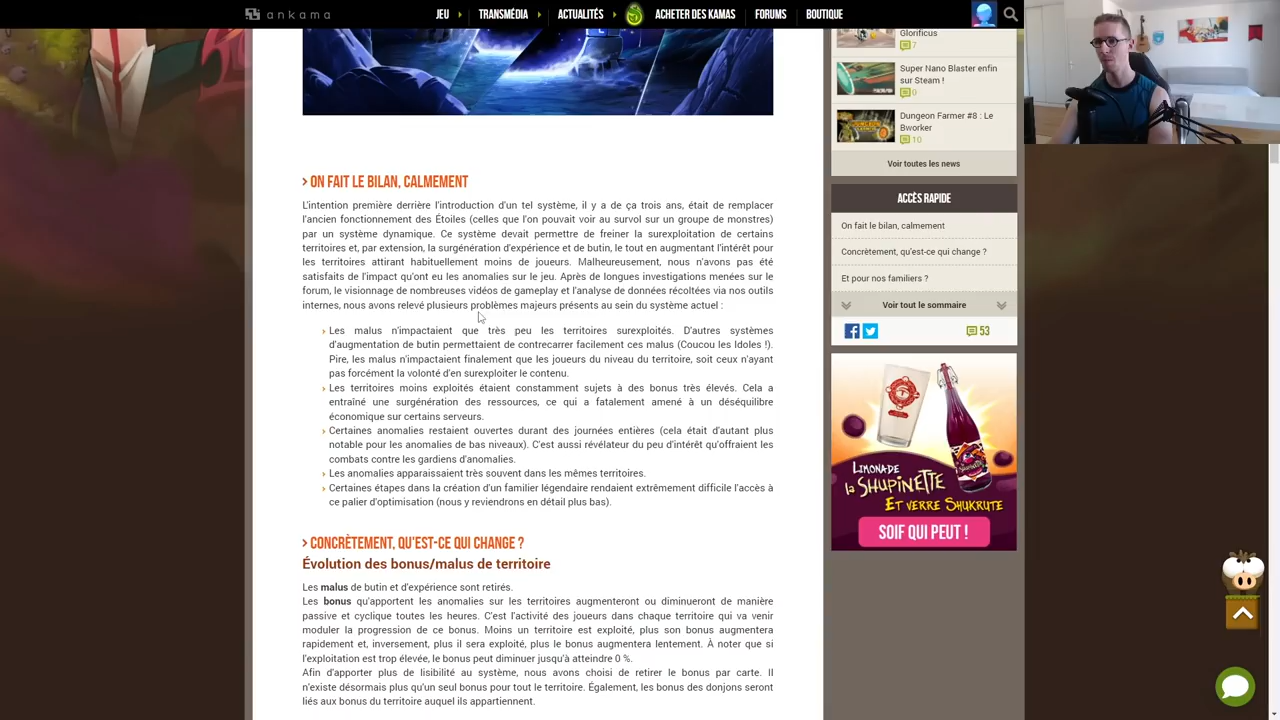 ankama
JEU
TRANSMÉDIA
ACTUALITÉS
ACHETER DES KAMAS
FORUMS
BOUTIQUE
Glorificus
7
Super Nano Blaster enfin
sur Steam !
0
Dungeon Farmer #8 : Le
Bworker
10
Voir toutes les news
ACCÈS RAPIDE
On fait le bilan, calmement
Concrètement, qu'est-ce qui change ?
Et pour nos familiers ?
Voir tout le sommaire
53
LIMONADE
la SHUPINETTE
ET VERRE SHUKRUTE
SOIF QUI PEUT !
ON FAIT LE BILAN, CALMEMENT
L'intention première derrière l'introduction d'un tel système, il y a de ça trois ans, était de remplacer
l'ancien fonctionnement des Étoiles (celles que l'on pouvait voir au survol sur un groupe de monstres)
par un système dynamique. Ce système devait permettre de freiner la surexploitation de certains
territoires et, par extension, la surgénération d'expérience et de butin, le tout en augmentant l'intérêt pour
les territoires attirant habituellement moins de joueurs. Malheureusement, nous n'avons pas été
satisfaits de l'impact qu'ont eu les anomalies sur le jeu. Après de longues investigations menées sur le
forum, le visionnage de nombreuses vidéos de gameplay et l'analyse de données récoltées via nos outils
internes, nous avons relevé plusieurs problèmes majeurs présents au sein du système actuel :
Les malus n'impactaient que très peu les territoires surexploités. D'autres systèmes
d'augmentation de butin permettaient de contrecarrer facilement ces malus (Coucou les Idoles !).
Pire, les malus n'impactaient finalement que les joueurs du niveau du territoire, soit ceux n'ayant
pas forcément la volonté d'en surexploiter le contenu.
Les territoires moins exploités étaient constamment sujets à des bonus très élevés. Cela a
entraîné une surgénération des ressources, ce qui a fatalement amené à un déséquilibre
économique sur certains serveurs.
Certaines anomalies restaient ouvertes durant des journées entières (cela était d'autant plus
notable pour les anomalies de bas niveaux). C'est aussi révélateur du peu d'intérêt qu'offraient les
combats contre les gardiens d'anomalies.
Les anomalies apparaissaient très souvent dans les mêmes territoires.
Certaines étapes dans la création d'un familier légendaire rendaient extrêmement difficile l'accès à
ce palier d'optimisation (nous y reviendrons en détail plus bas).
CONCRÈTEMENT, QU'EST-CE QUI CHANGE ?
Évolution des bonus/malus de territoire
Les malus de butin et d'expérience sont retirés.
Les bonus qu'apportent les anomalies sur les territoires augmenteront ou diminueront de manière
passive et cyclique toutes les heures. C'est l'activité des joueurs dans chaque territoire qui va venir
moduler la progression de ce bonus. Moins un territoire est exploité, plus son bonus augmentera
rapidement et, inversement, plus il sera exploité, plus le bonus augmentera lentement. À noter que si
l'exploitation est trop élevée, le bonus peut diminuer jusqu'à atteindre 0 %.
Afin d'apporter plus de lisibilité au système, nous avons choisi de retirer le bonus par carte. Il
n'existe désormais plus qu'un seul bonus pour tout le territoire. Également, les bonus des donjons seront
liés aux bonus du territoire auquel ils appartiennent.